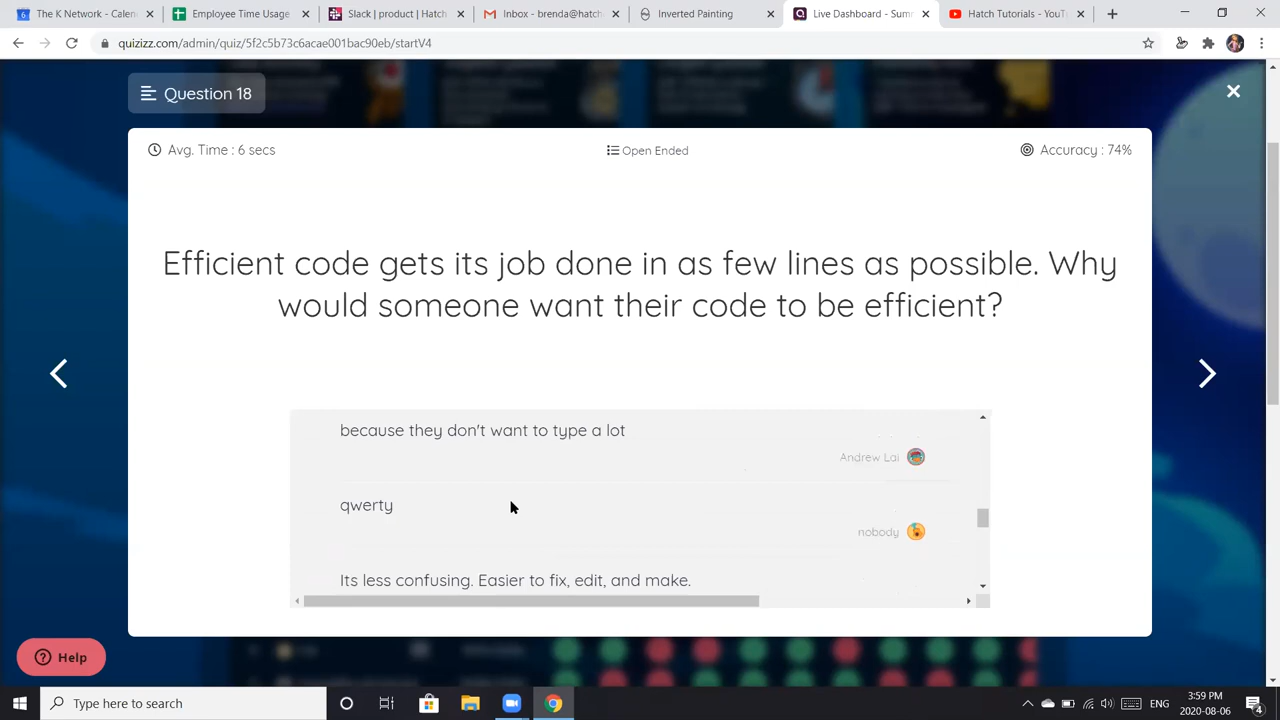 The K Network - Calen
Employee Time Usage
Slack | product | Hatch
Inbox - brenda@hatch
Inverted Painting
Live Dashboard - Sum
Hatch Tutorials - YouT
quizizz.com/admin/quiz/5f2c5b73c6acae001bac90eb/startV4
Question 18
Avg. Time : 6 secs
Open Ended
Accuracy : 74%
Efficient code gets its job done in as few lines as possible. Why
would someone want their code to be efficient?
because they don't want to type a lot
Andrew Lai
qwerty
nobody
Its less confusing. Easier to fix, edit, and make.
Help
Type here to search
ENG
3:59 PM
2020-08-06
4